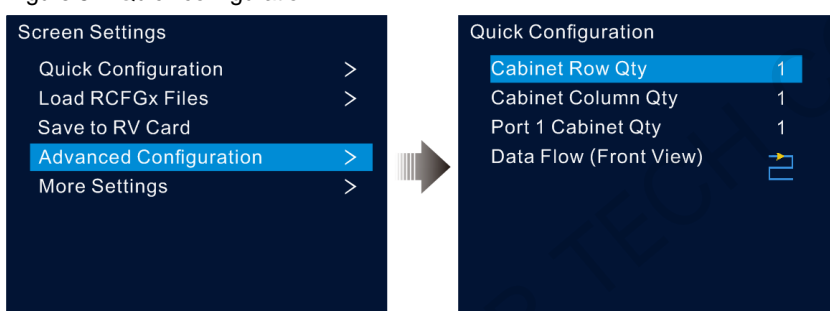 Screen Settings
Quick Configuration >
Load RCFGx Files >
Save to RV Card
Advanced Configuration >
More Settings >
Quick Configuration
Cabinet Row Qty 1
Cabinet Column Qty 1
Port 1 Cabinet Qty 1
Data Flow (Front View)